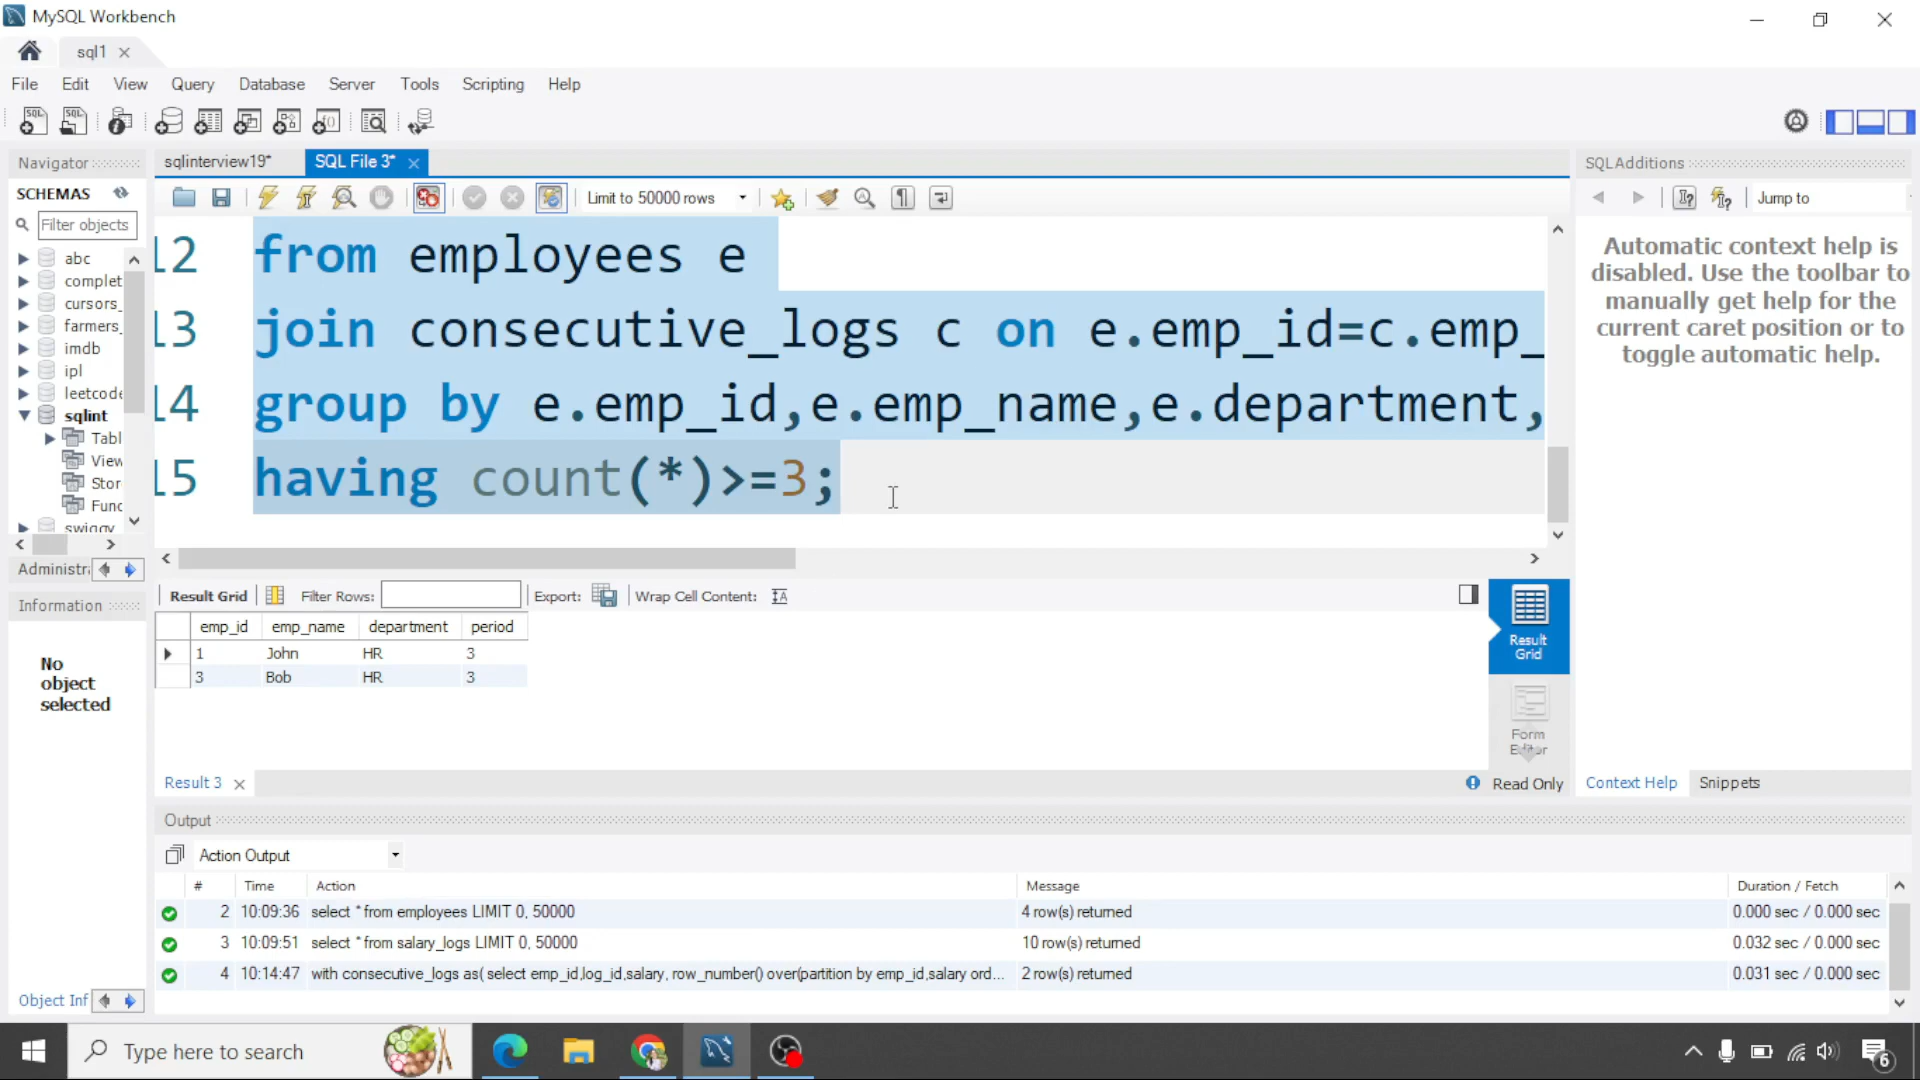 MySQL Workbench
sql1
File Edit View Query Database Server Tools Scripting Help
Navigator
sqlinterview19*
SQL File 3*
SQLAdditions
SCHEMAS
Limit to 50000 rows
Jump to
Filter objects
abc
complet
cursors_
farmers_
imdb
ipl
leetcode
sqlint
Tabl
View
Stor
Func
swiggy
Administra
12 from employees e
13 join consecutive_logs c on e.emp_id=c.emp_
14 group by e.emp_id,e.emp_name,e.department,
15 having count(*)>=3;
Automatic context help is
disabled. Use the toolbar to
manually get help for the
current caret position or to
toggle automatic help.
Information
No
object
selected
Result Grid Filter Rows: Export: Wrap Cell Content:
emp_id emp_name department period
1 John HR 3
3 Bob HR 3
Result
Grid
Form
Editor
Result 3
Read Only
Context Help Snippets
Output
Action Output
# Time Action Message Duration / Fetch
2 10:09:36 select * from employees LIMIT 0, 50000 4 row(s) returned 0.000 sec / 0.000 sec
3 10:09:51 select * from salary_logs LIMIT 0, 50000 10 row(s) returned 0.032 sec / 0.000 sec
4 10:14:47 with consecutive_logs as( select emp_id,log_id,salary, row_number() over(partition by emp_id,salary ord... 2 row(s) returned 0.031 sec / 0.000 sec
Object Inf
Type here to search
6